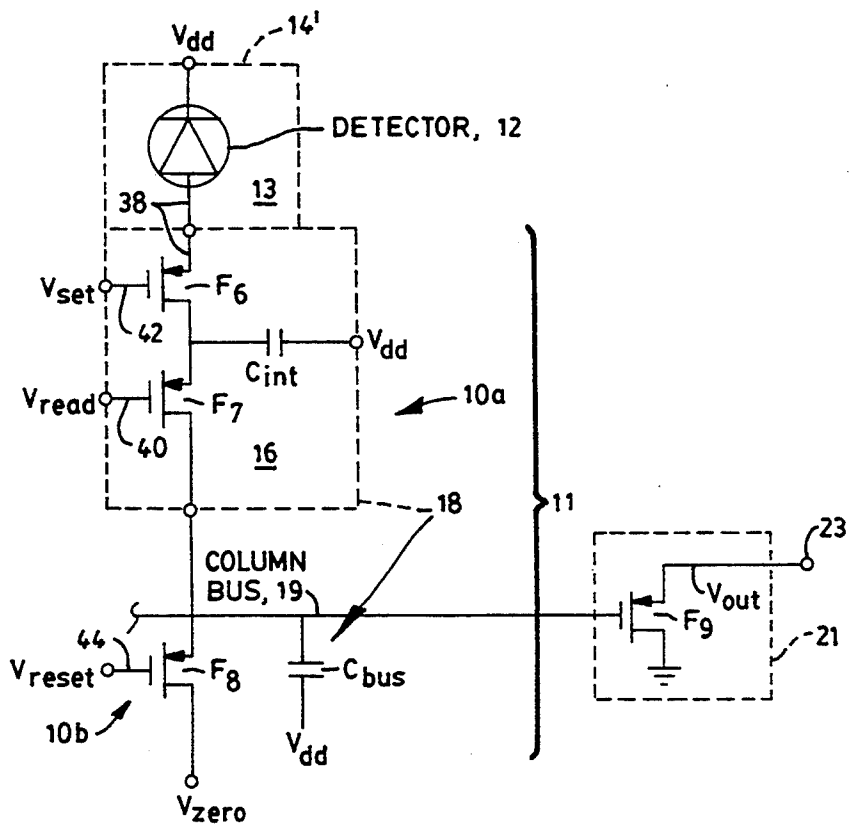 14'
Vdd
DETECTOR, 12
13
38
Vset
F6
42
Vdd
Cint
Vread
F7
10a
40
16
18
11
23
COLUMN
BUS, 19
Vout
F9
44
21
Vreset
F8
Cbus
10b
Vdd
Vzero